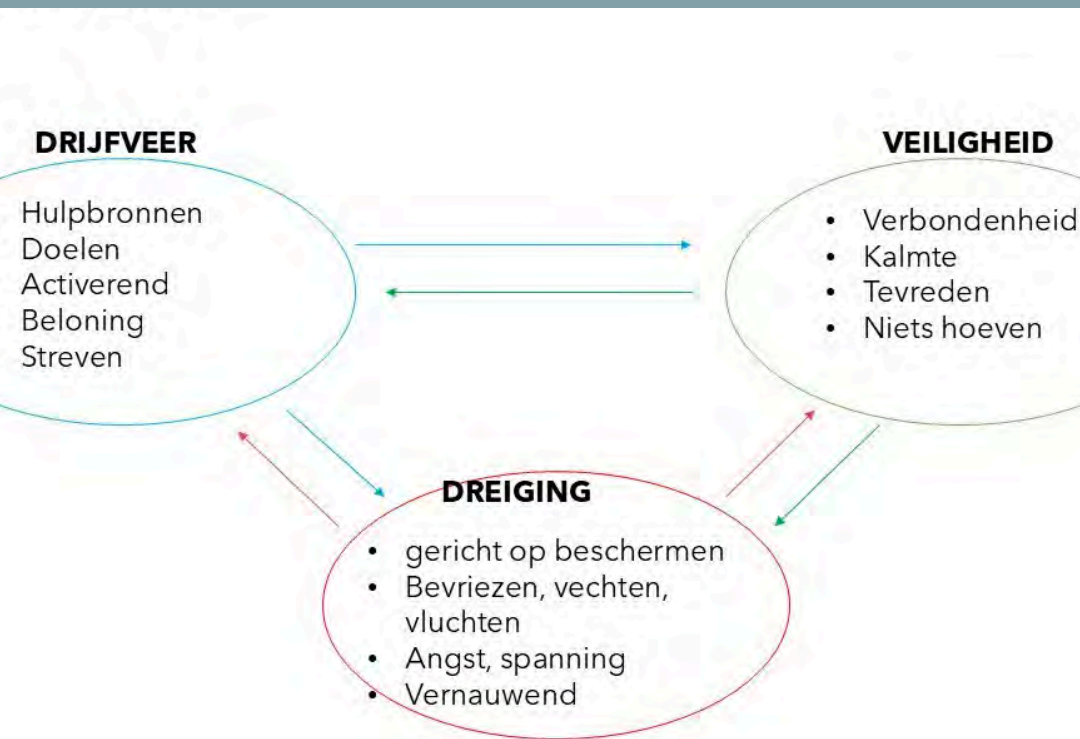 DRIJFVEER
Hulpbronnen
Doelen
Activerend
Beloning
Streven
VEILIGHEID
• Verbondenheid
• Kalmte
• Tevreden
• Niets hoeven
DREIGING
• gericht op beschermen
• Bevriezen, vechten,
vluchten
• Angst, spanning
• Vernauwend